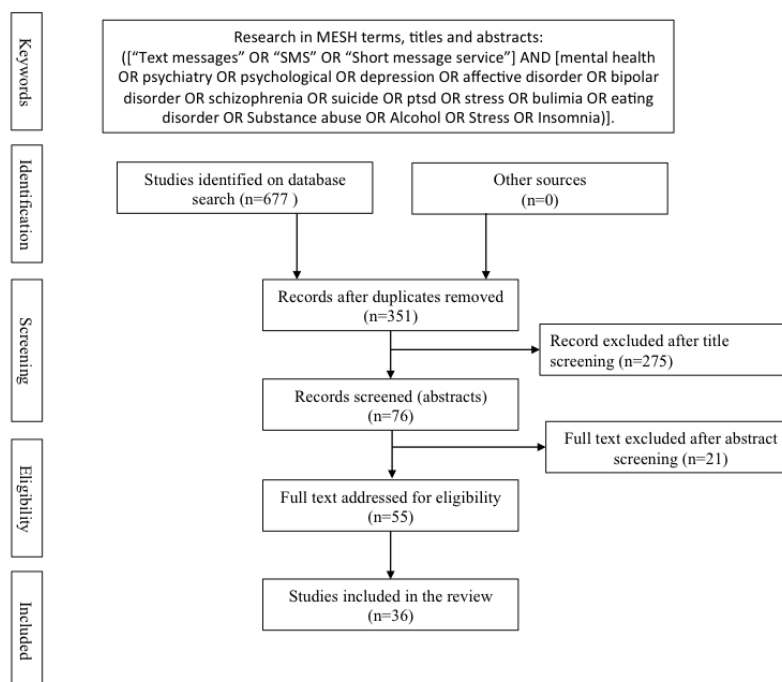 Keywords
Research in MESH terms, titles and abstracts:
([“Text messages” OR “SMS” OR “Short message service”] AND [mental health
OR psychiatry OR psychological OR depression OR affective disorder OR bipolar
disorder OR schizophrenia OR suicide OR ptsd OR stress OR bulimia OR eating
disorder OR Substance abuse OR Alcohol OR Stress OR Insomnia)].
Identification
Studies identified on database
search (n=677 )
Other sources
(n=0)
Screening
Records after duplicates removed
(n=351)
Record excluded after title
screening (n=275)
Records screened (abstracts)
(n=76)
Eligibility
Full text excluded after abstract
screening (n=21)
Full text addressed for eligibility
(n=55)
Included
Studies included in the review
(n=36)